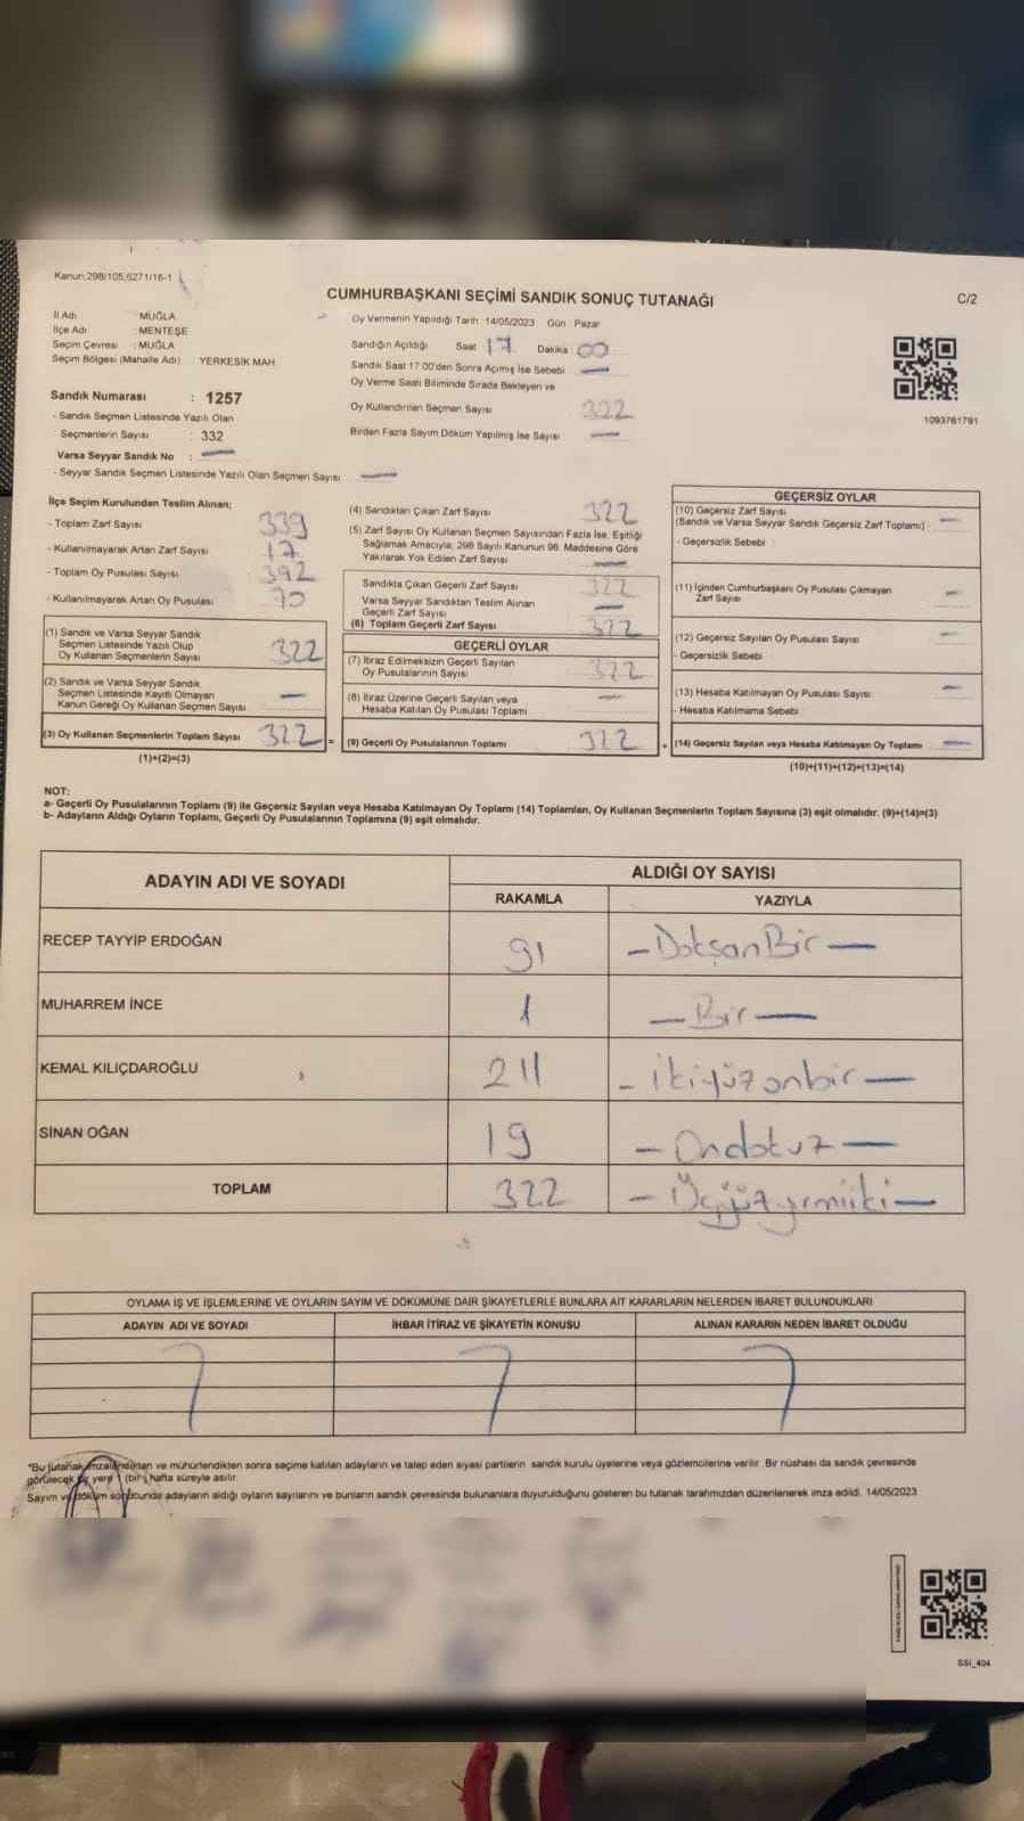 Kanun:298/105,6271/16-1
CUMHURBAŞKANI SEÇİMİ SANDIK SONUÇ TUTANAĞI
C/2
İl Adı : MUĞLA
İlçe Adı : MENTEŞE
Seçim Çevresi : MUĞLA
Seçim Bölgesi (Mahalle Adı) : YERKESİK MAH
Sandık Numarası : 1257
- Sandık Seçmen Listesinde Yazılı Olan
Seçmenlerin Sayısı : 332
Varsa Seyyar Sandık No : —
- Seyyar Sandık Seçmen Listesinde Yazılı Olan Seçmen Sayısı —
Oy Vermenin Yapıldığı Tarih: 14/05/2023 Gün : Pazar
Sandığın Açıldığı Saat 17 Dakika : 00
Sandık Saat 17:00'den Sonra Açımış İse Sebebi —
Oy Verme Saati Bitiminde Sırada Bekleyen ve
Oy Kullandırılan Seçmen Sayısı 322
Birden Fazla Sayım Döküm Yapılmış İse Sayısı —
1093761791
İlçe Seçim Kurulundan Teslim Alınan;
- Toplam Zarf Sayısı 339
- Kullanılmayarak Artan Zarf Sayısı 17
- Toplam Oy Pusulası Sayısı 392
- Kullanılmayarak Artan Oy Pusulası 70
(1) Sandık ve Varsa Seyyar Sandık
Seçmen Listesinde Yazılı Olup
Oy Kullanan Seçmenlerin Sayısı 322
(2) Sandık ve Varsa Seyyar Sandık
Seçmen Listesinde Kayıtlı Olmayan
Kanun Gereği Oy Kullanan Seçmen Sayısı —
(3) Oy Kullanan Seçmenlerin Toplam Sayısı 322 =
(1)+(2)=(3)
(4) Sandıktan Çıkan Zarf Sayısı 322
(5) Zarf Sayısı Oy Kullanan Seçmen Sayısından Fazla İse, Eşitliği
Sağlamak Amacıyla, 298 Sayılı Kanunun 98. Maddesine Göre
Yakılarak Yok Edilen Zarf Sayısı —
Sandıkta Çıkan Geçerli Zarf Sayısı 322
Varsa Seyyar Sandıktan Teslim Alınan
Geçerli Zarf Sayısı —
(6) Toplam Geçerli Zarf Sayısı 322
GEÇERLİ OYLAR
(7) İtiraz Edilmeksizin Geçerli Sayılan
Oy Pusulalarının Sayısı 322
(8) İtiraz Üzerine Geçerli Sayılan veya
Hesaba Katılan Oy Pusulası Toplamı —
(9) Geçerli Oy Pusulalarının Toplamı 322 +
GEÇERSİZ OYLAR
(10) Geçersiz Zarf Sayısı
(Sandık ve Varsa Seyyar Sandık Geçersiz Zarf Toplamı) —
- Geçersizlik Sebebi :
(11) İçinden Cumhurbaşkanı Oy Pusulası Çıkmayan
Zarf Sayısı —
(12) Geçersiz Sayılan Oy Pusulası Sayısı —
- Geçersizlik Sebebi
(13) Hesaba Katılmayan Oy Pusulası Sayısı —
- Hesaba Katılmama Sebebi
(14) Geçersiz Sayılan veya Hesaba Katılmayan Oy Toplamı —
(10)+(11)+(12)+(13)=(14)
NOT:
a- Geçerli Oy Pusulalarının Toplamı (9) ile Geçersiz Sayılan veya Hesaba Katılmayan Oy Toplamı (14) Toplamları, Oy Kullanan Seçmenlerin Toplam Sayısına (3) eşit olmalıdır. (9)+(14)=(3)
b- Adayların Aldığı Oyların Toplamı, Geçerli Oy Pusulalarının Toplamına (9) eşit olmalıdır.
ADAYIN ADI VE SOYADI
ALDIĞI OY SAYISI
RAKAMLA YAZIYLA
RECEP TAYYİP ERDOĞAN 91 — Doksan Bir —
MUHARREM İNCE 1 — Bir —
KEMAL KILIÇDAROĞLU 211 — İkiyüzonbir —
SİNAN OĞAN 19 — Ondokuz —
TOPLAM 322 — Üçyüzyirmiiki —
OYLAMA İŞ VE İŞLEMLERİNE VE OYLARIN SAYIM VE DÖKÜMÜNE DAİR ŞİKAYETLERLE BUNLARA AİT KARARLARIN NELERDEN İBARET BULUNDUKLARI
ADAYIN ADI VE SOYADI İHBAR İTİRAZ VE ŞİKAYETİN KONUSU ALINAN KARARIN NEDEN İBARET OLDUĞU
"Bu tutanak imzalandıktan ve mühürlendikten sonra seçime katılan adayların ve talep eden siyasi partilerin sandık kurulu üyelerine veya gözlemcilerine verilir. Bir nüshası da sandık çevresinde
görülecek bir yere (bir) hafta süreyle asılır.
Sayım ve döküm sonucunda adayların aldığı oyların sayılarını ve bunların sandık çevresinde bulunanlara duyurulduğunu gösteren bu tutanak tarafımızdan düzenlenerek imza edildi. 14/05/2023
SSİ_404